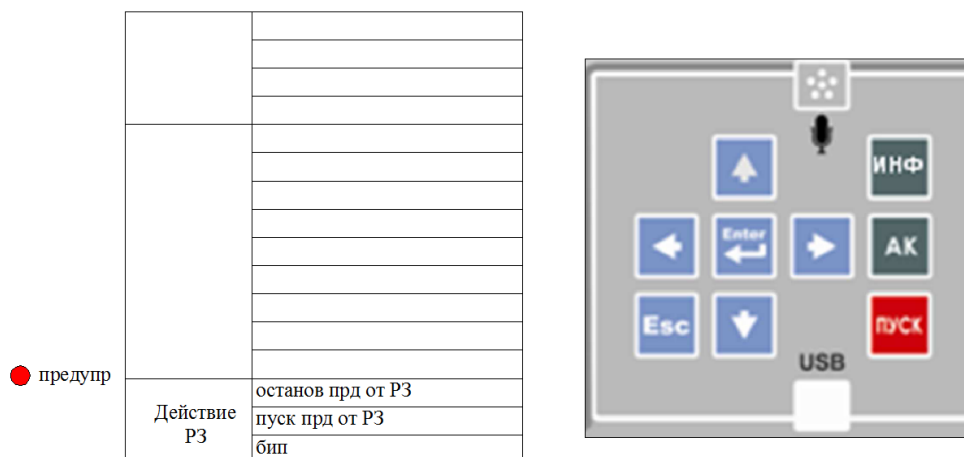 предупр
Действие
РЗ
останов прд от РЗ
пуск прд от РЗ
бип
ИНФ
Enter
АК
Esc
ПУСК
USB